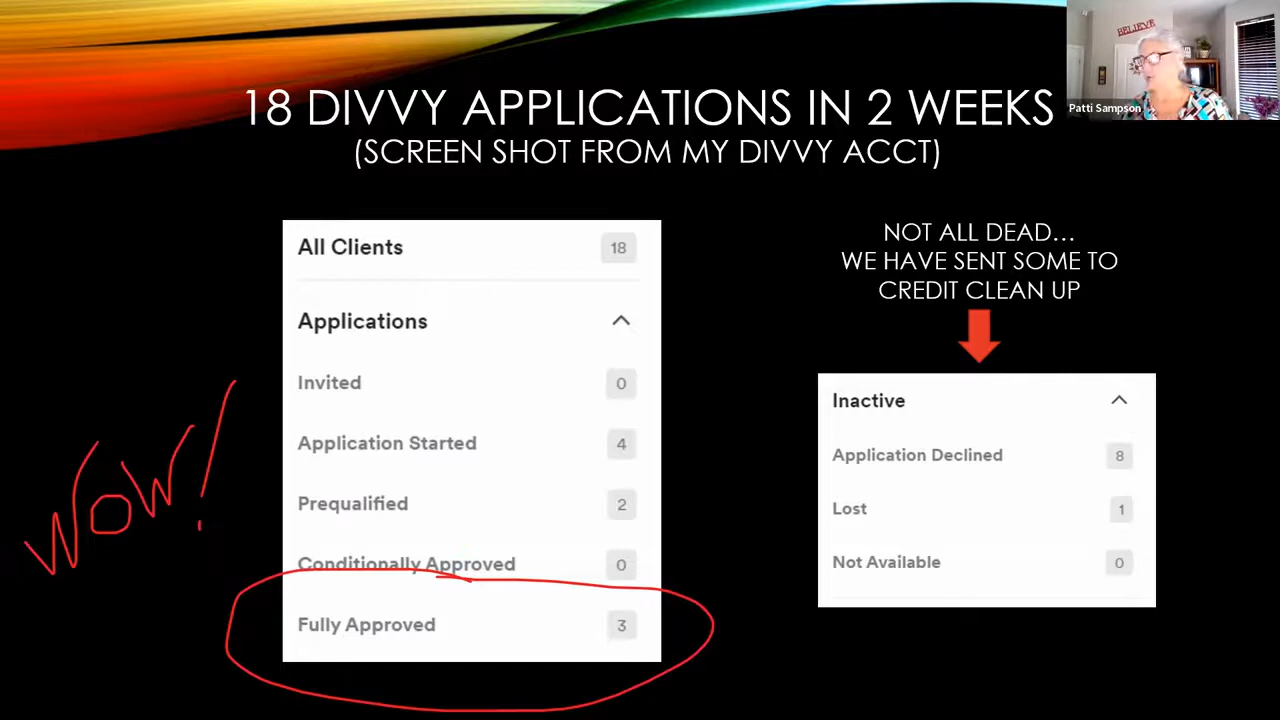 BELIEVE
Patti Sampson
18 DIVVY APPLICATIONS IN 2 WEEKS
(SCREEN SHOT FROM MY DIVVY ACCT)
All Clients 18
Applications
Invited 0
Application Started 4
Prequalified 2
Conditionally Approved 0
Fully Approved 3
WOW!
NOT ALL DEAD...
WE HAVE SENT SOME TO
CREDIT CLEAN UP
Inactive
Application Declined 8
Lost 1
Not Available 0